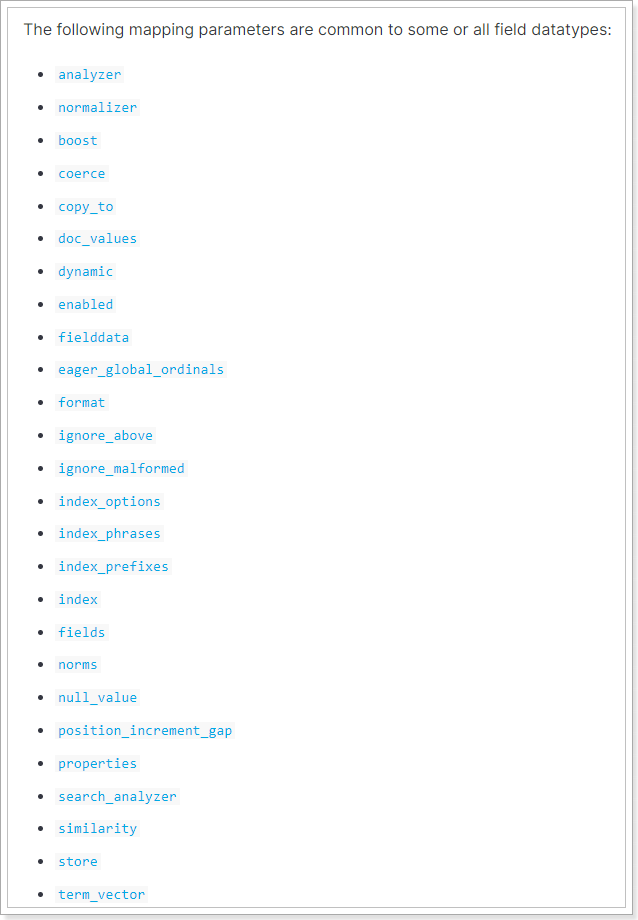 The following mapping parameters are common to some or all field datatypes:
analyzer
normalizer
boost
coerce
copy_to
doc_values
dynamic
enabled
fielddata
eager_global_ordinals
format
ignore_above
ignore_malformed
index_options
index_phrases
index_prefixes
index
fields
norms
null_value
position_increment_gap
properties
search_analyzer
similarity
store
term_vector